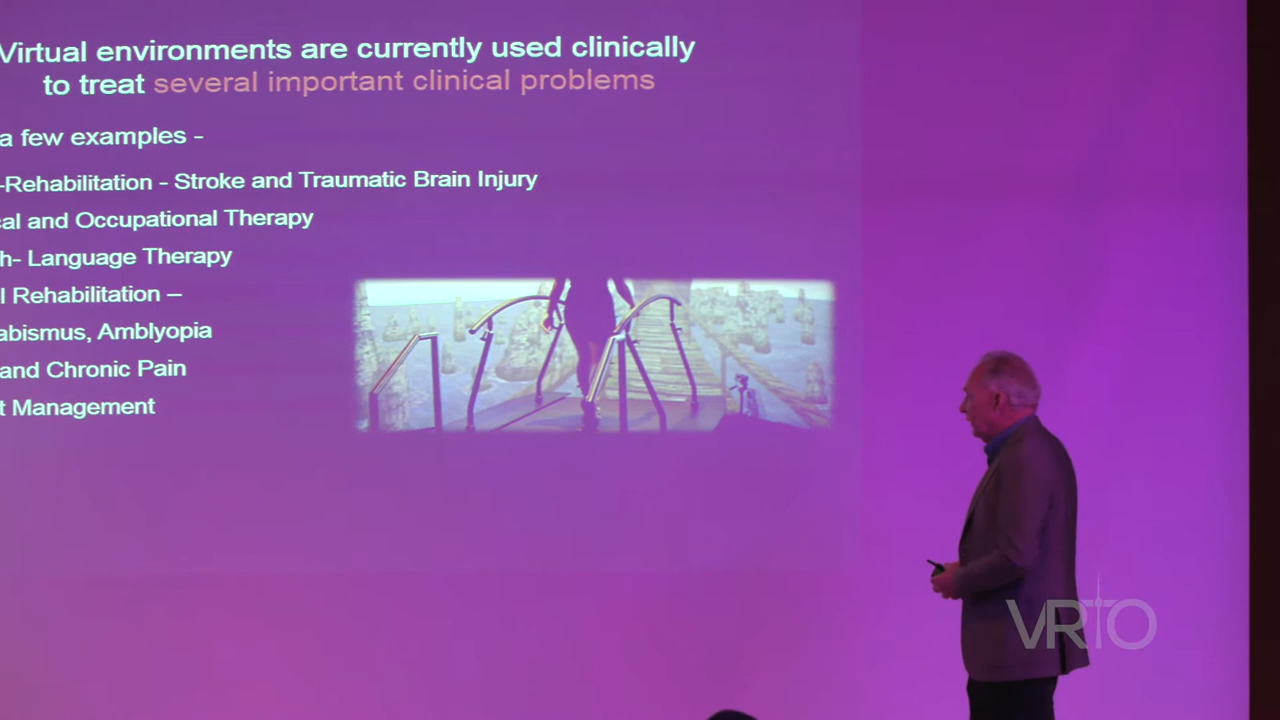 Virtual environments are currently used clinically
to treat several important clinical problems
a few examples -
-Rehabilitation - Stroke and Traumatic Brain Injury
cal and Occupational Therapy
h- Language Therapy
l Rehabilitation –
abismus, Amblyopia
and Chronic Pain
t Management
VRTO